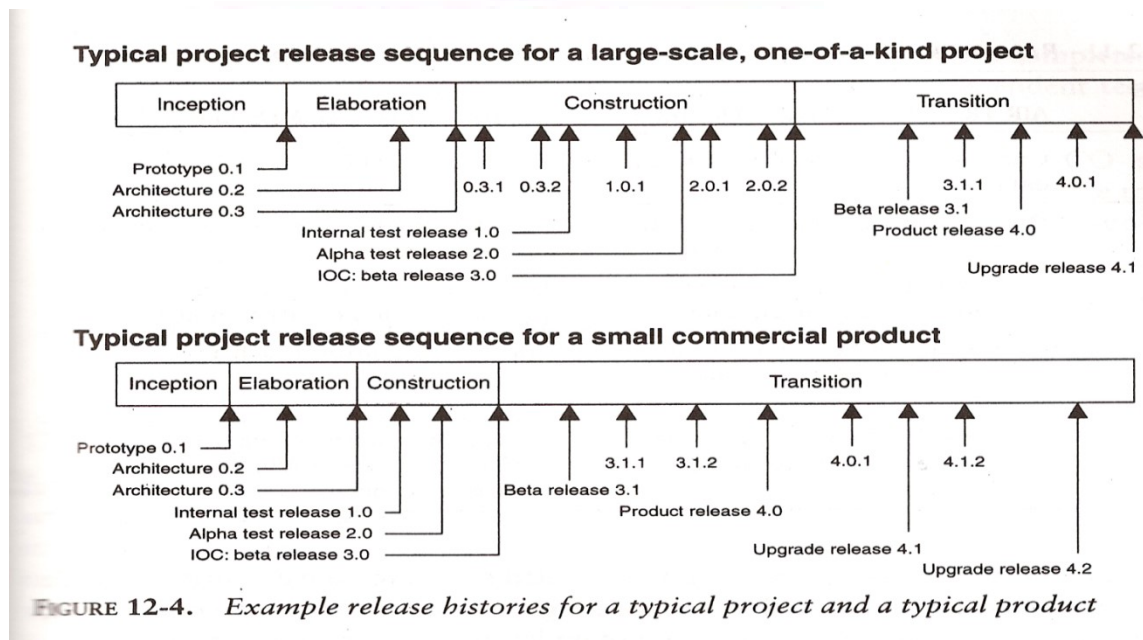 Typical project release sequence for a large-scale, one-of-a-kind project
Inception Elaboration Construction Transition
Prototype 0.1
Architecture 0.2
Architecture 0.3
0.3.1 0.3.2 1.0.1 2.0.1 2.0.2 3.1.1 4.0.1
Internal test release 1.0
Alpha test release 2.0
IOC: beta release 3.0
Beta release 3.1
Product release 4.0
Upgrade release 4.1
Typical project release sequence for a small commercial product
Inception Elaboration Construction Transition
Prototype 0.1
Architecture 0.2
Architecture 0.3
Internal test release 1.0
Alpha test release 2.0
IOC: beta release 3.0
3.1.1 3.1.2 4.0.1 4.1.2
Beta release 3.1
Product release 4.0
Upgrade release 4.1
Upgrade release 4.2
FIGURE 12-4. Example release histories for a typical project and a typical product